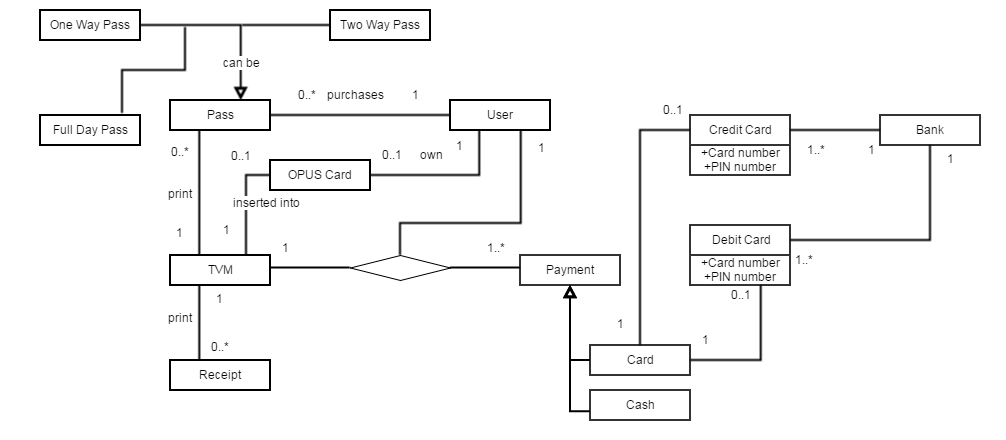 One Way Pass
Two Way Pass
can be
Full Day Pass
Pass
0..* purchases 1
User
0..*
0..1
OPUS Card
0..1 own 1
1
print
inserted into
1
1
TVM
1
1..*
Payment
1
print
0..*
Receipt
0..1
Credit Card
+Card number
+PIN number
1..*
1
Bank
1
Debit Card
+Card number
+PIN number
1..*
0..1
1
1
Card
Cash